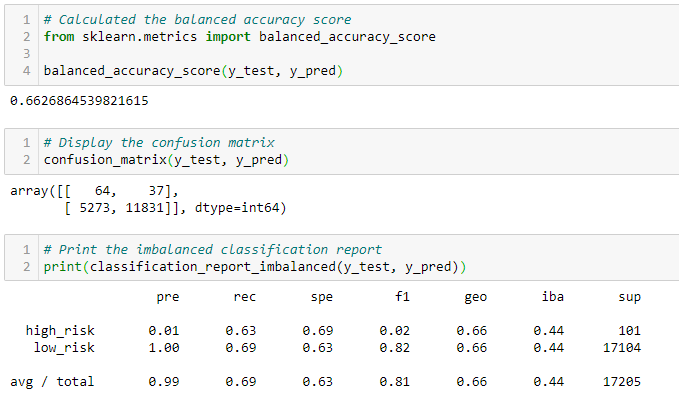 1 # Calculated the balanced accuracy score
2 from sklearn.metrics import balanced_accuracy_score
3
4 balanced_accuracy_score(y_test, y_pred)
0.6626864539821615
1 # Display the confusion matrix
2 confusion_matrix(y_test, y_pred)
array([[   64,    37],
       [ 5273, 11831]], dtype=int64)
1 # Print the imbalanced classification report
2 print(classification_report_imbalanced(y_test, y_pred))
pre rec spe f1 geo iba sup
high_risk 0.01 0.63 0.69 0.02 0.66 0.44 101
low_risk 1.00 0.69 0.63 0.82 0.66 0.44 17104
avg / total 0.99 0.69 0.63 0.81 0.66 0.44 17205